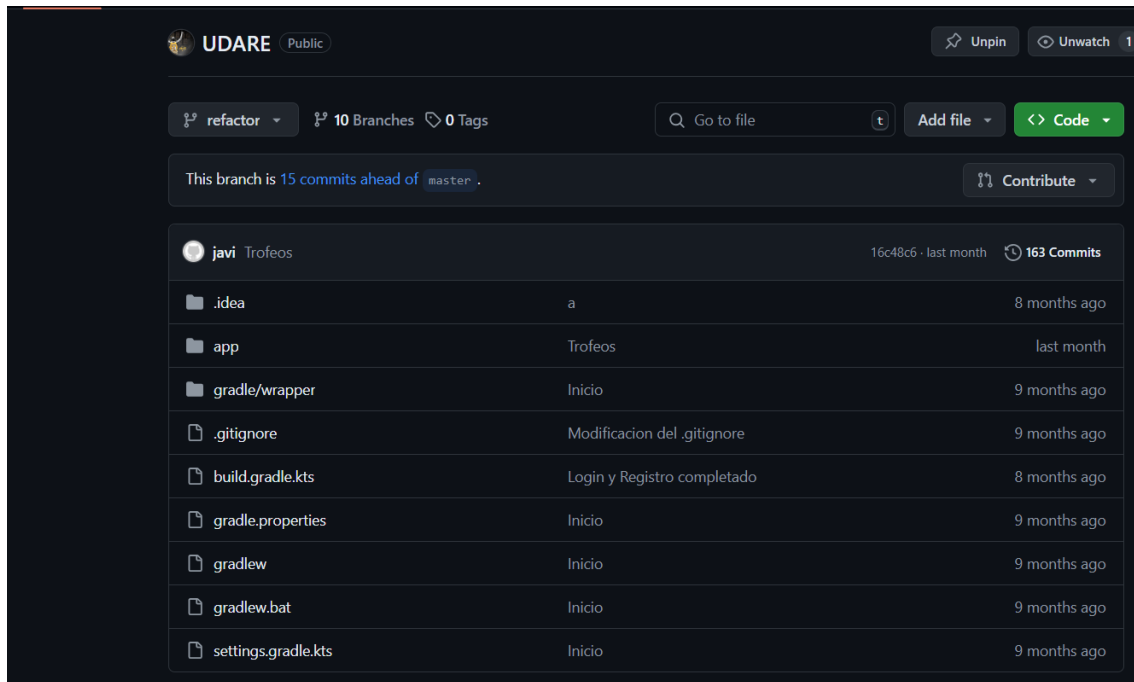 UDARE Public Unpin Unwatch 1
refactor 10 Branches 0 Tags Go to file t Add file <> Code
This branch is 15 commits ahead of master .
Contribute
javi Trofeos 16c48c6 · last month 163 Commits
.idea a 8 months ago
app Trofeos last month
gradle/wrapper Inicio 9 months ago
.gitignore Modificacion del .gitignore 9 months ago
build.gradle.kts Login y Registro completado 8 months ago
gradle.properties Inicio 9 months ago
gradlew Inicio 9 months ago
gradlew.bat Inicio 9 months ago
settings.gradle.kts Inicio 9 months ago